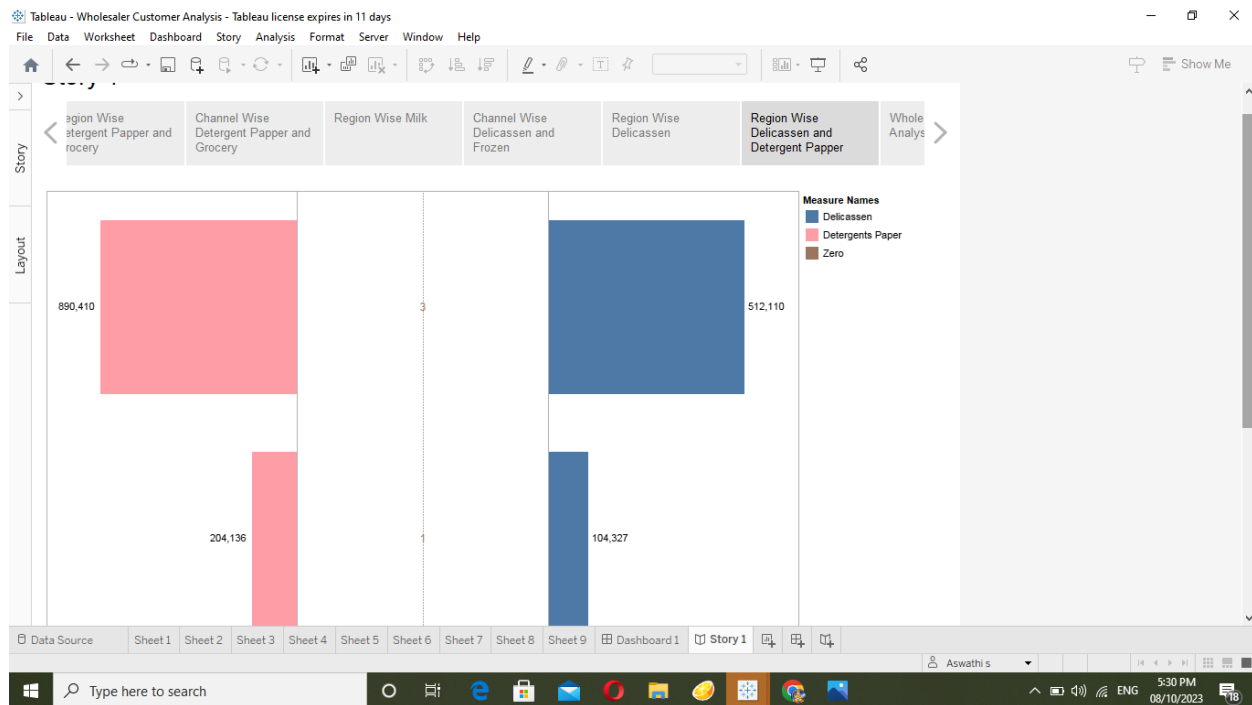 Tableau - Wholesaler Customer Analysis - Tableau license expires in 11 days
File Data Worksheet Dashboard Story Analysis Format Server Window Help
Show Me
Story
Layout
egion Wise
etergent Papper and
rocery
Channel Wise
Detergent Papper and
Grocery
Region Wise Milk
Channel Wise
Delicassen and
Frozen
Region Wise
Delicassen
Region Wise
Delicassen and
Detergent Papper
Whole
Analys
Measure Names
Delicassen
Detergents Paper
Zero
890,410
3
512,110
204,136
1
104,327
Data Source Sheet 1 Sheet 2 Sheet 3 Sheet 4 Sheet 5 Sheet 6 Sheet 7 Sheet 8 Sheet 9 Dashboard 1 Story 1
Aswathi s
Type here to search
ENG
5:30 PM
08/10/2023
18